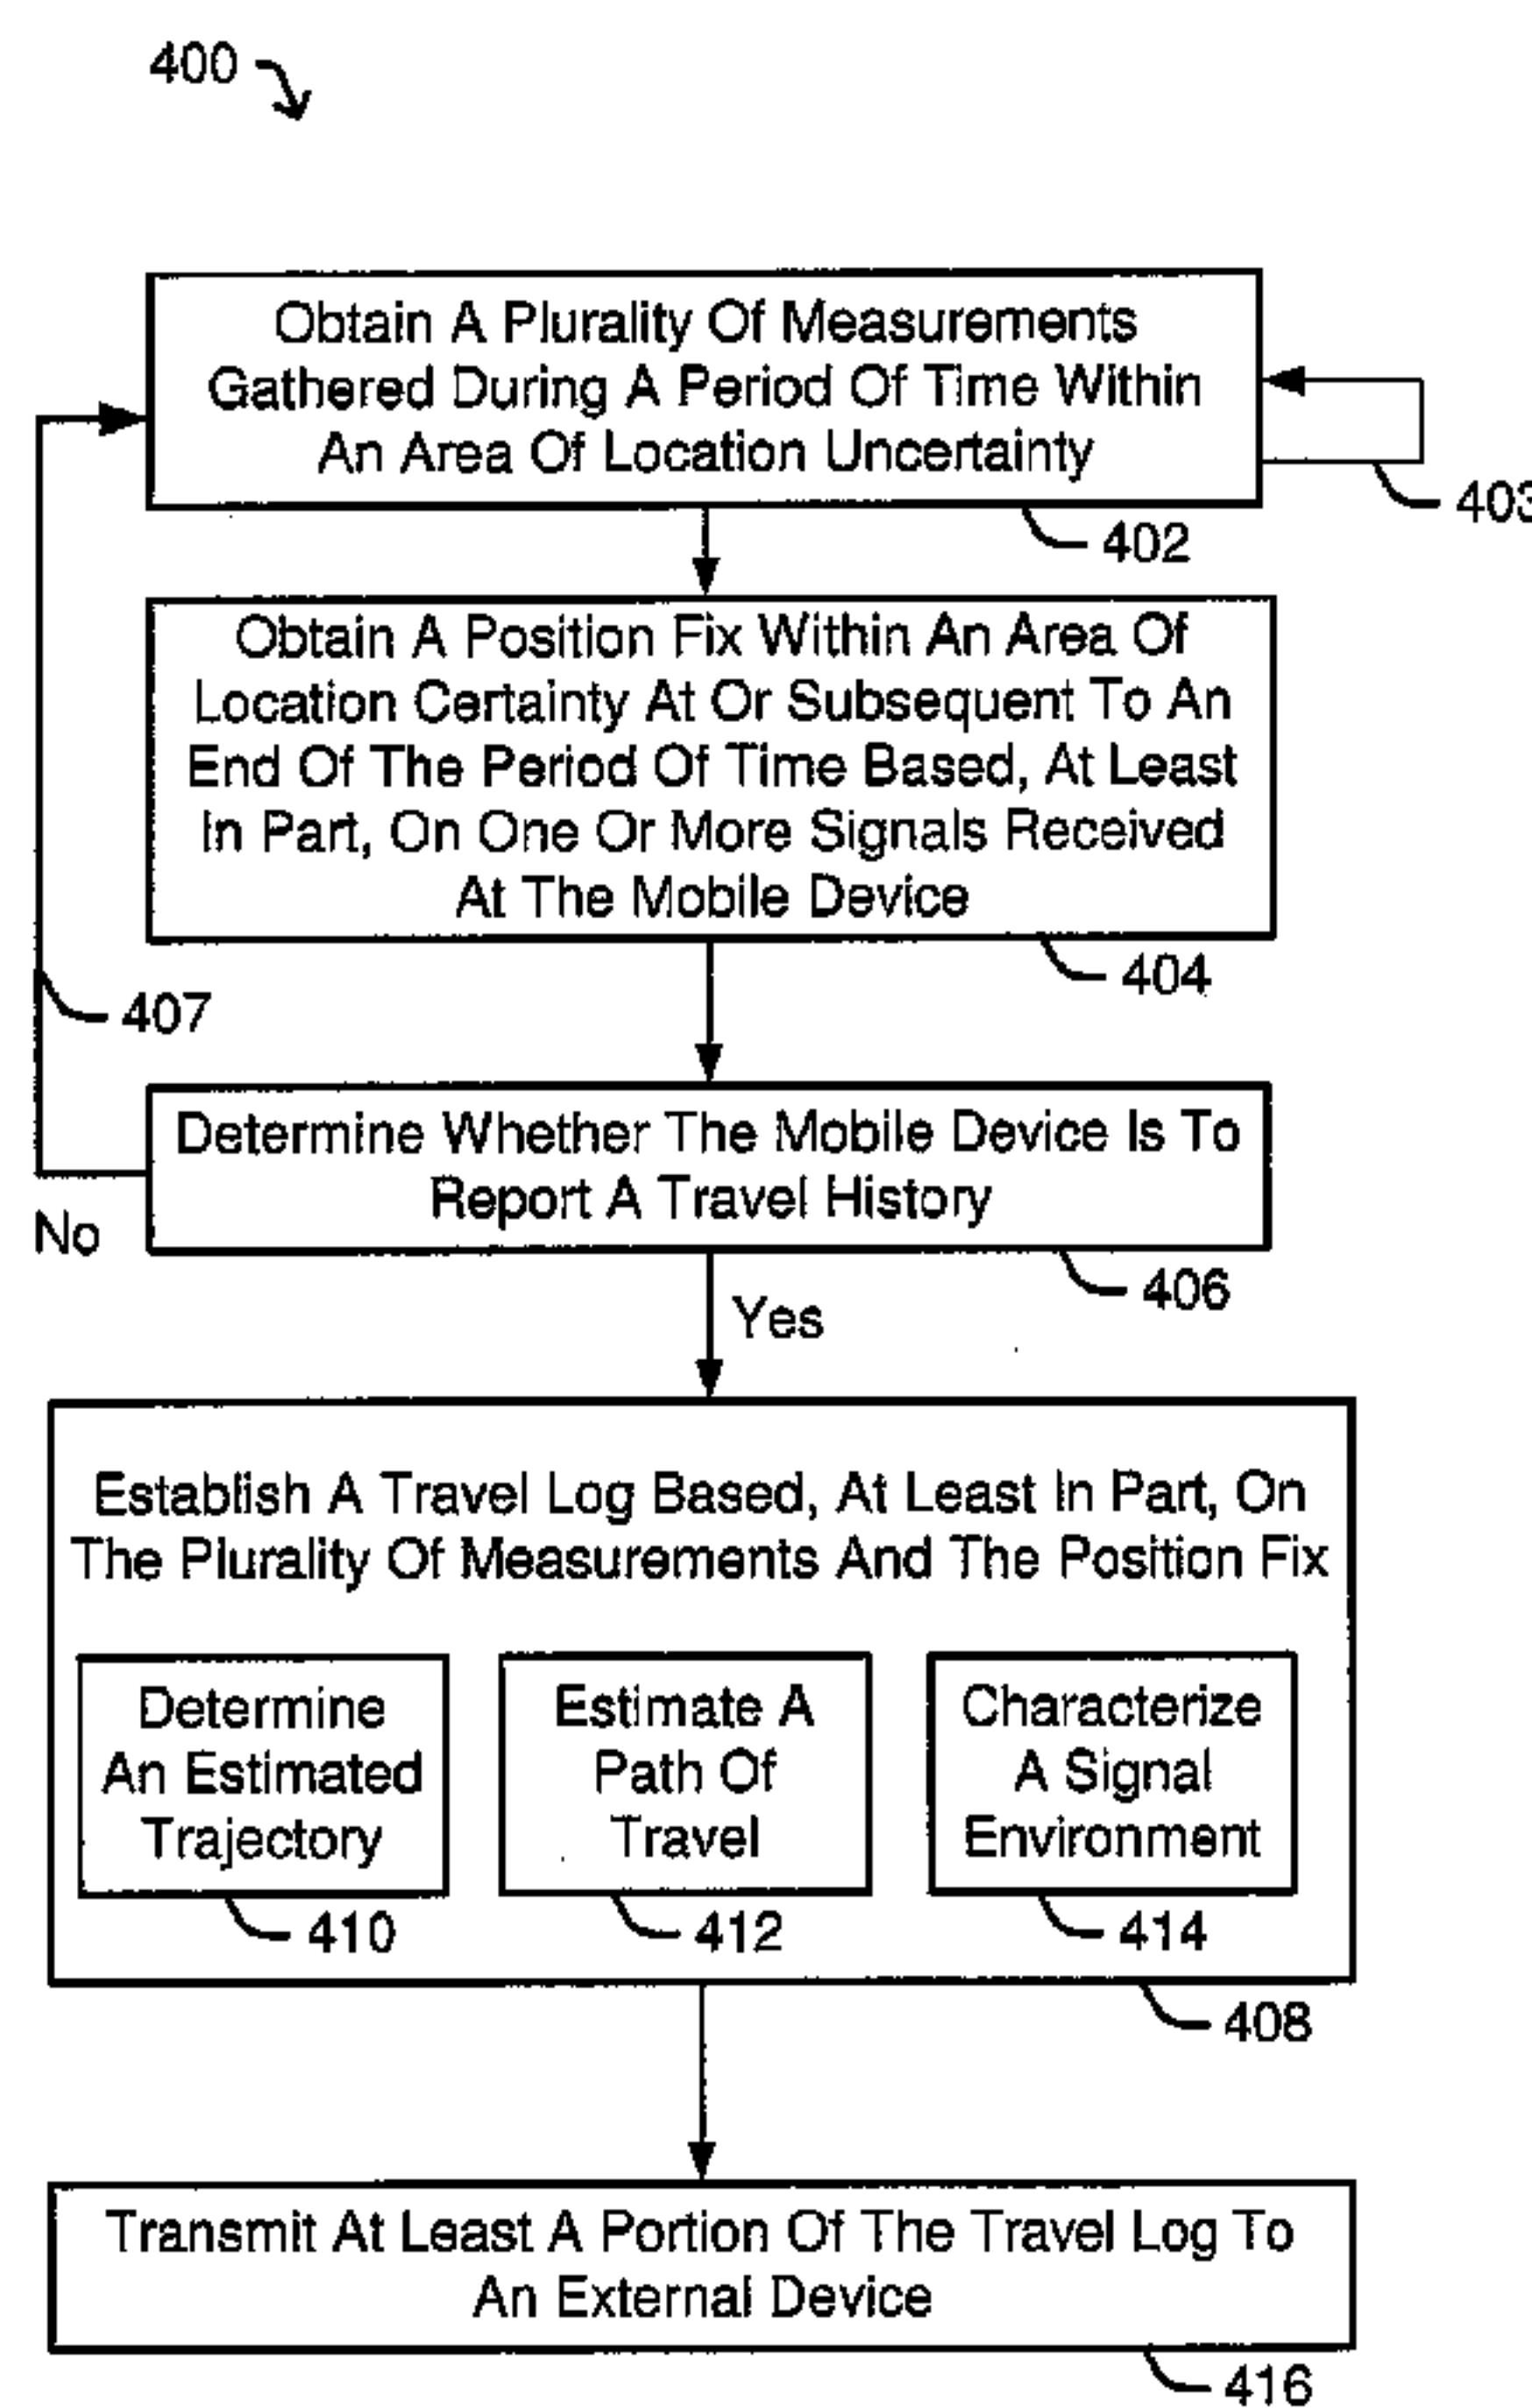 400
Obtain A Plurality Of Measurements
Gathered During A Period Of Time Within
An Area Of Location Uncertainty
403
402
Obtain A Position Fix Within An Area Of
Location Certainty At Or Subsequent To An
End Of The Period Of Time Based, At Least
In Part, On One Or More Signals Received
At The Mobile Device
404
407
Determine Whether The Mobile Device Is To
Report A Travel History
No
406
Yes
Establish A Travel Log Based, At Least In Part, On
The Plurality Of Measurements And The Position Fix
Determine
An Estimated
Trajectory
410
Estimate A
Path Of
Travel
412
Characterize
A Signal
Environment
414
408
Transmit At Least A Portion Of The Travel Log To
An External Device
416